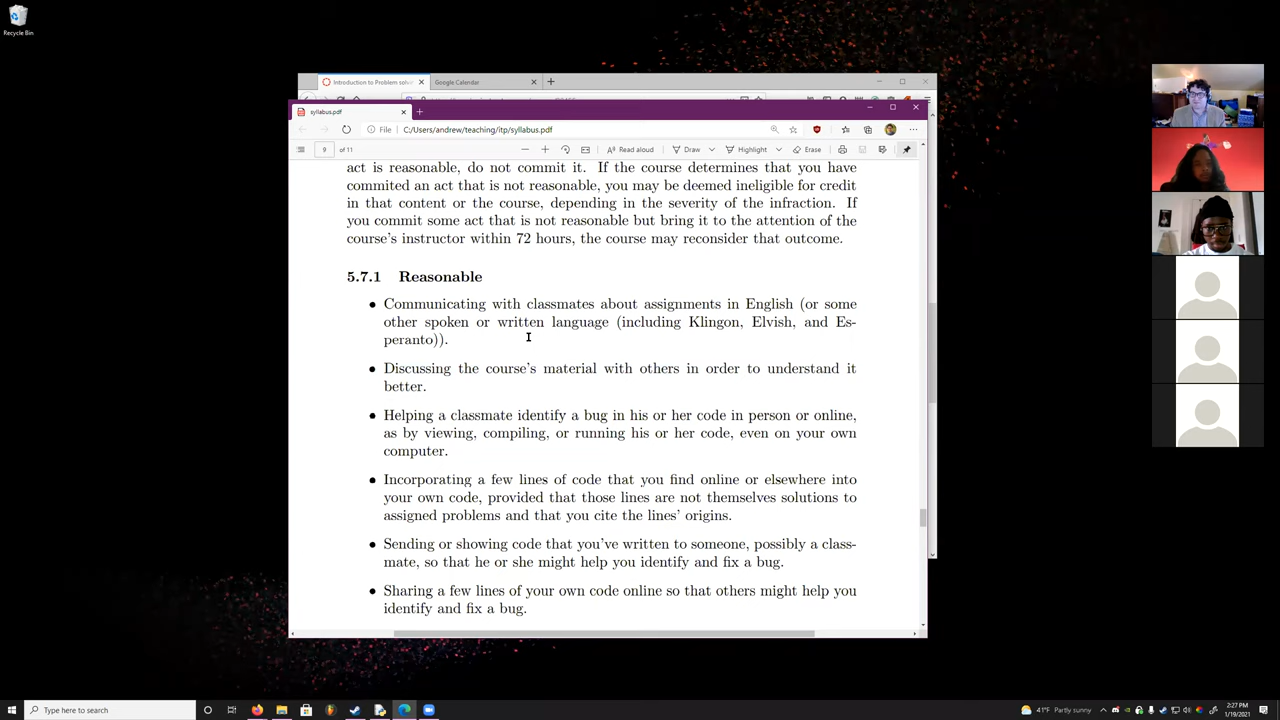 Recycle Bin
Introduction to Problem solv
Google Calendar
syllabus.pdf
File
C:/Users/andrew/teaching/itp/syllabus.pdf
9 of 11
Read aloud
Draw
Highlight
Erase
act is reasonable, do not commit it. If the course determines that you have
commited an act that is not reasonable, you may be deemed ineligible for credit
in that content or the course, depending in the severity of the infraction. If
you commit some act that is not reasonable but bring it to the attention of the
course's instructor within 72 hours, the course may reconsider that outcome.
5.7.1 Reasonable
• Communicating with classmates about assignments in English (or some
other spoken or written language (including Klingon, Elvish, and Es-
peranto)).
• Discussing the course's material with others in order to understand it
better.
• Helping a classmate identify a bug in his or her code in person or online,
as by viewing, compiling, or running his or her code, even on your own
computer.
• Incorporating a few lines of code that you find online or elsewhere into
your own code, provided that those lines are not themselves solutions to
assigned problems and that you cite the lines' origins.
• Sending or showing code that you've written to someone, possibly a class-
mate, so that he or she might help you identify and fix a bug.
• Sharing a few lines of your own code online so that others might help you
identify and fix a bug.
Type here to search
41°F Partly sunny
2:27 PM
1/19/2021